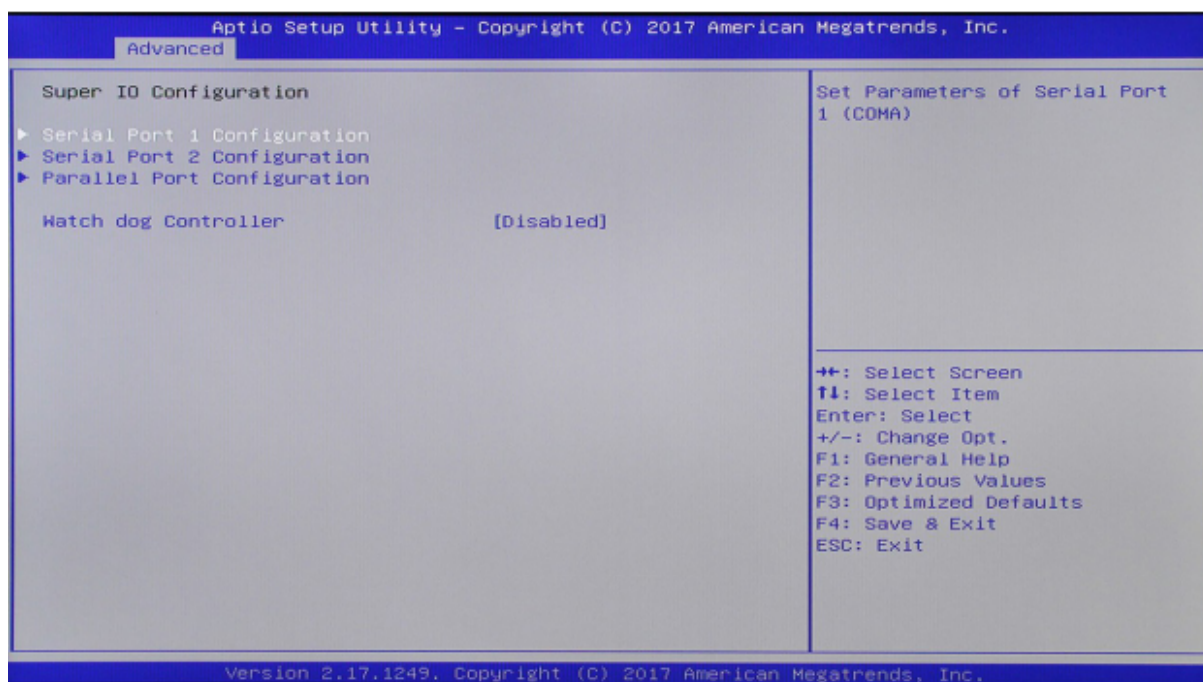 Aptio Setup Utility – Copyright (C) 2017 American Megatrends, Inc.
Advanced
Super IO Configuration
Serial Port 1 Configuration
Serial Port 2 Configuration
Parallel Port Configuration
Watch dog Controller [Disabled]
Set Parameters of Serial Port
1 (COMA)
→←: Select Screen
↑↓: Select Item
Enter: Select
+/-: Change Opt.
F1: General Help
F2: Previous Values
F3: Optimized Defaults
F4: Save & Exit
ESC: Exit
Version 2.17.1249. Copyright (C) 2017 American Megatrends, Inc.